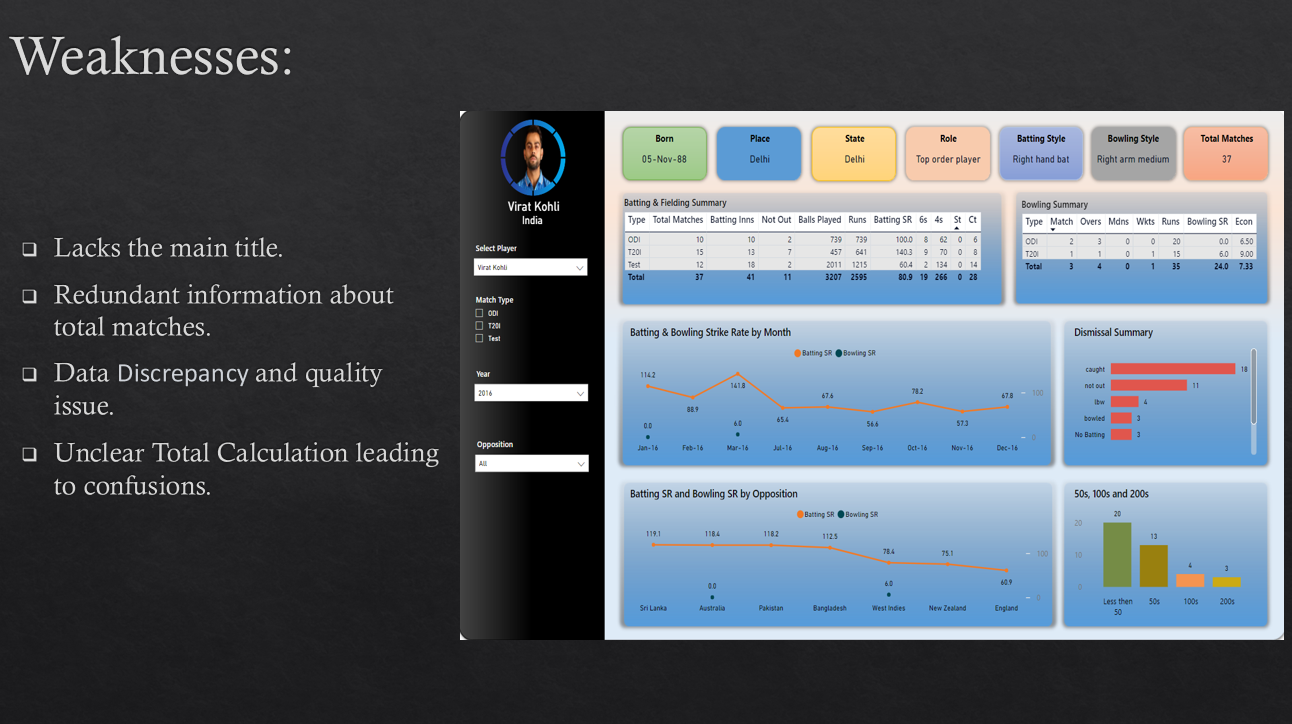 Weaknesses:
❑ Lacks the main title.
❑ Redundant information about
total matches.
❑ Data Discrepancy and quality
issue.
❑ Unclear Total Calculation leading
to confusions.
Virat Kohli
India
Select Player
Virat Kohli
Match Type
ODI
T20I
Test
Year
2016
Opposition
All
Born
05-Nov-88
Place
Delhi
State
Delhi
Role
Top order player
Batting Style
Right hand bat
Bowling Style
Right arm medium
Total Matches
37
Batting & Fielding Summary
Type Total Matches Batting Inns Not Out Balls Played Runs Batting SR 6s 4s St Ct
ODI 10 10 2 739 739 100.0 8 62 0 6
T20I 15 13 7 457 641 140.3 9 70 0 8
Test 12 18 2 2011 1215 60.4 2 134 0 14
Total 37 41 11 3207 2595 80.9 19 266 0 28
Bowling Summary
Type Match Overs Mdns Wkts Runs Bowling SR Econ
ODI 2 3 0 0 20 0.0 6.50
T20I 1 1 0 1 15 6.0 9.00
Total 3 4 0 1 35 24.0 7.33
Batting & Bowling Strike Rate by Month
Batting SR Bowling SR
114.2 88.9 141.8 65.4 67.6 56.6 78.2 57.3 67.8
0.0 6.0
100
0
Jan-16 Feb-16 Mar-16 Jul-16 Aug-16 Sep-16 Oct-16 Nov-16 Dec-16
Dismissal Summary
caught 18
not out 11
lbw 4
bowled 3
No Batting 3
Batting SR and Bowling SR by Opposition
Batting SR Bowling SR
119.1 118.4 118.2 112.5 78.4 75.1 60.9
0.0 6.0
100
0
Sri Lanka Australia Pakistan Bangladesh West Indies New Zealand England
50s, 100s and 200s
20
10
0
20 13 4 3
Less then 50s 100s 200s
50